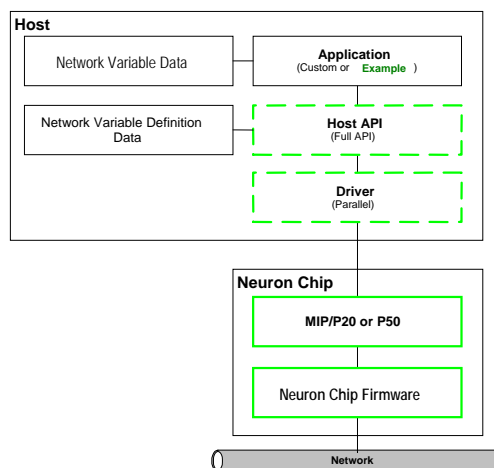 Host
Network Variable Data
Application
(Custom or Example )
Network Variable Definition
Data
Host API
(Full API)
Driver
(Parallel)
Neuron Chip
MIP/P20 or P50
Neuron Chip Firmware
Network